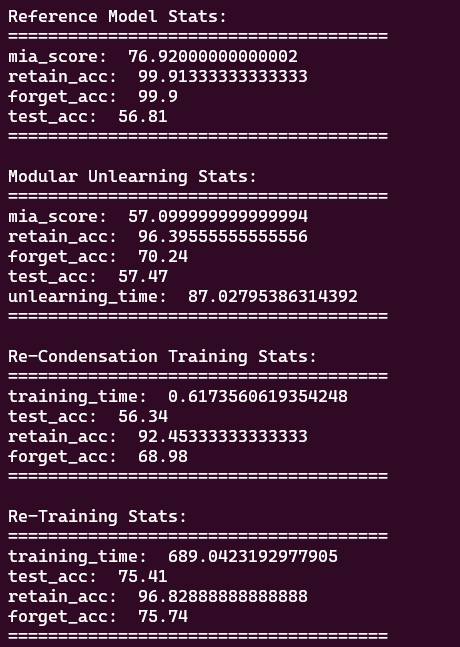 Reference Model Stats:
======================================
mia_score:  76.92000000000002
retain_acc:  99.91333333333333
forget_acc:  99.9
test_acc:  56.81
======================================
Modular Unlearning Stats:
======================================
mia_score:  57.099999999999994
retain_acc:  96.39555555555556
forget_acc:  70.24
test_acc:  57.47
unlearning_time:  87.02795386314392
======================================
Re-Condensation Training Stats:
======================================
training_time:  0.6173560619354248
test_acc:  56.34
retain_acc:  92.45333333333333
forget_acc:  68.98
======================================
Re-Training Stats:
======================================
training_time:  689.0423192977905
test_acc:  75.41
retain_acc:  96.82888888888888
forget_acc:  75.74
======================================